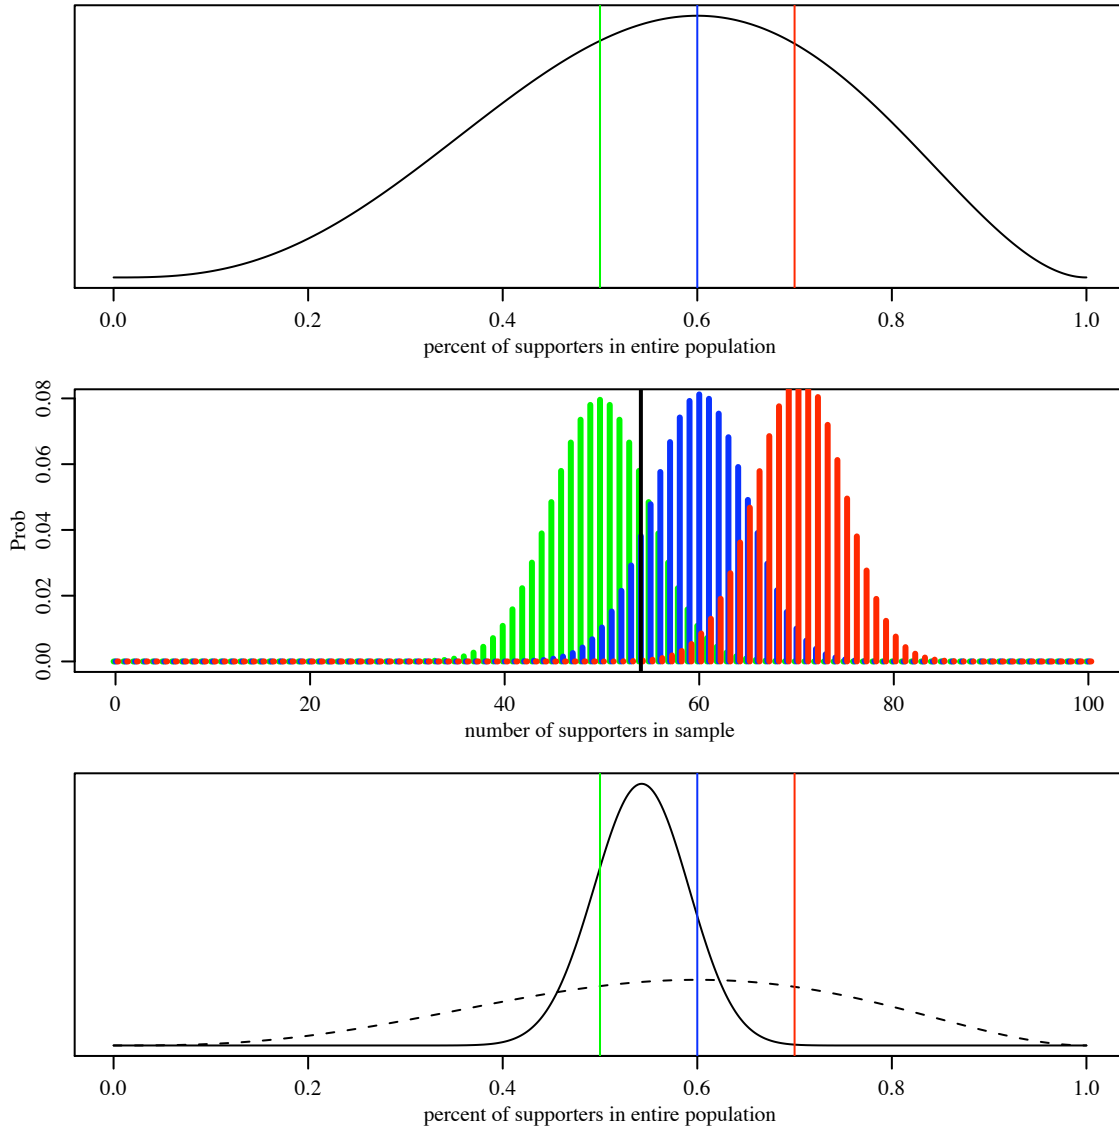 0.0 0.2 0.4 0.6 0.8 1.0
percent of supporters in entire population
Prob
0.08
0.06
0.04
0.02
0.00
0 20 40 60 80 100
number of supporters in sample
0.0 0.2 0.4 0.6 0.8 1.0
percent of supporters in entire population